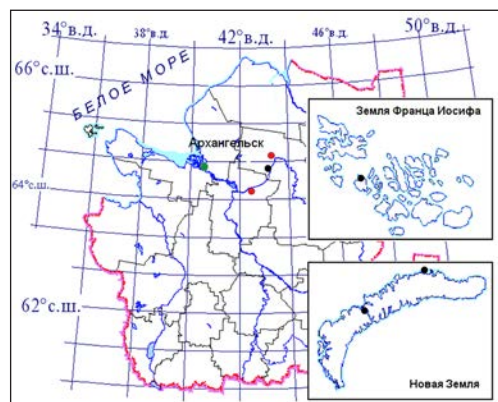 34°в.д.
38°в.д.
42°в.д.
46°в.д.
50°в.д.
66°с.ш.
БЕЛОЕ МОРЕ
Земля Франца Иосифа
Архангельск
64°с.ш.
62°с.ш.
Новая Земля